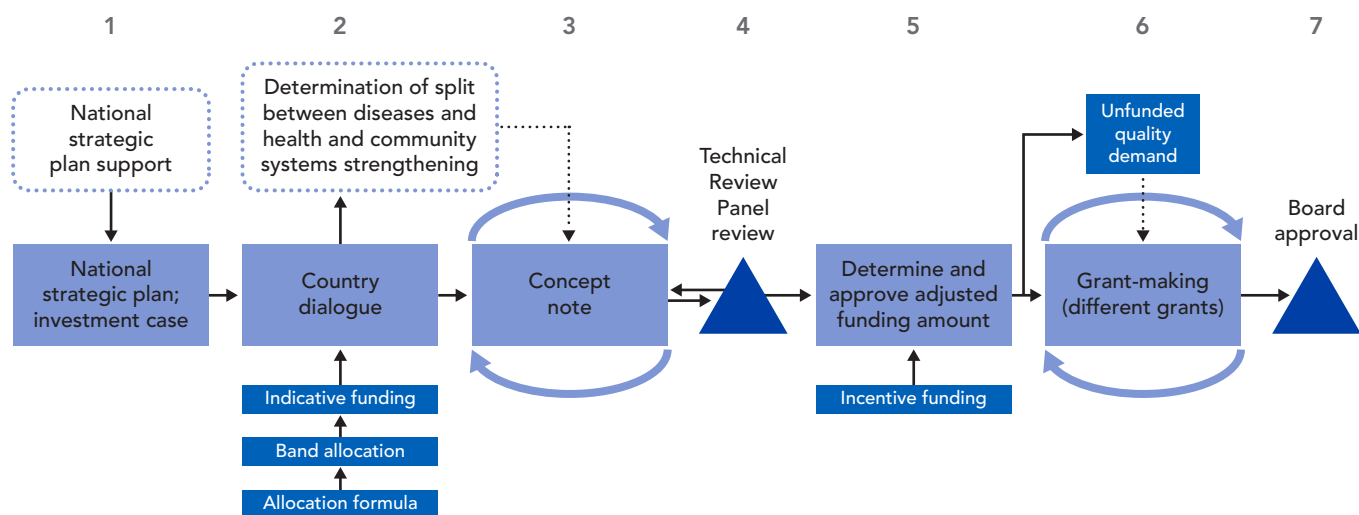 1
2
3
4
5
6
7
National
strategic
plan support
National
strategic plan;
investment case
Determination of split
between diseases and
health and community
systems strengthening
Country
dialogue
Indicative funding
Band allocation
Allocation formula
Concept
note
Technical
Review
Panel
review
Determine and
approve adjusted
funding amount
Incentive funding
Unfunded
quality
demand
Grant-making
(different grants)
Board
approval